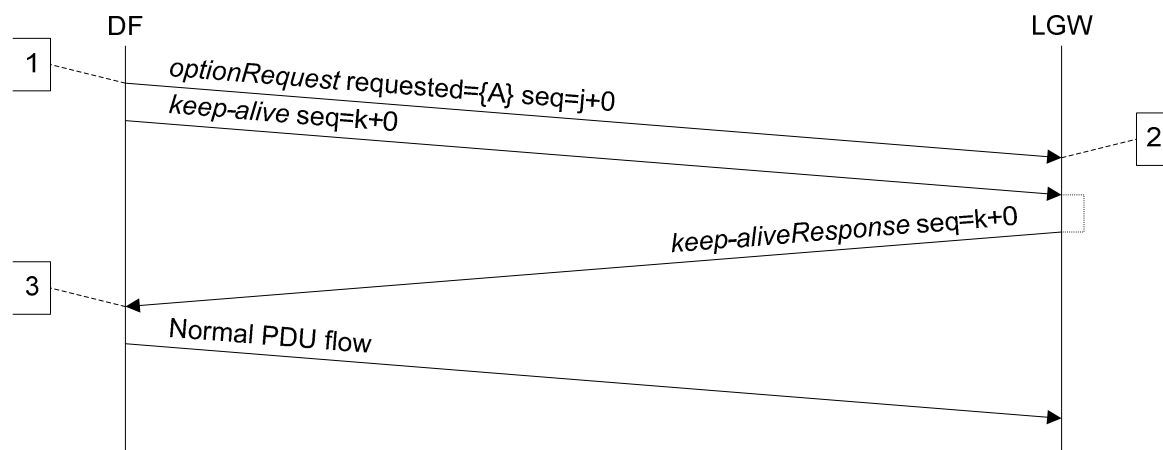 DF
LGW
1
optionRequest requested={A} seq=j+0
keep-alive seq=k+0
2
keep-aliveResponse seq=k+0
3
Normal PDU flow